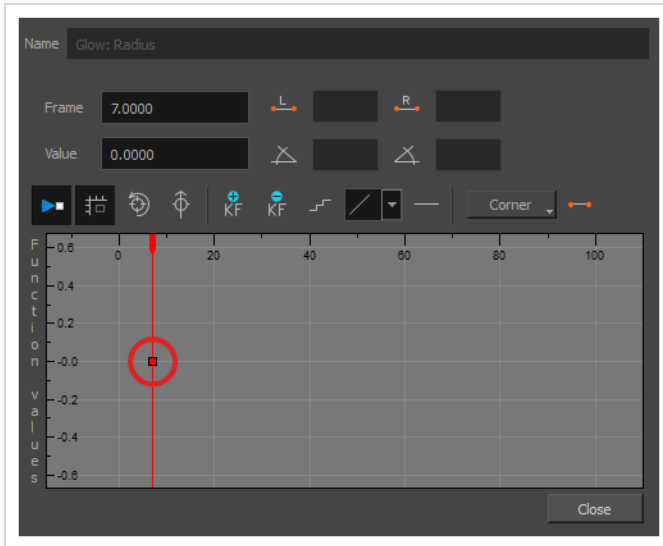 Name Glow: Radius
Frame 7.0000 L R
Value 0.0000
KF KF Corner
Function values
-0.6
0 20 40 60 80 100
-0.4
-0.2
-0.0
-0.2
-0.4
-0.6
Close